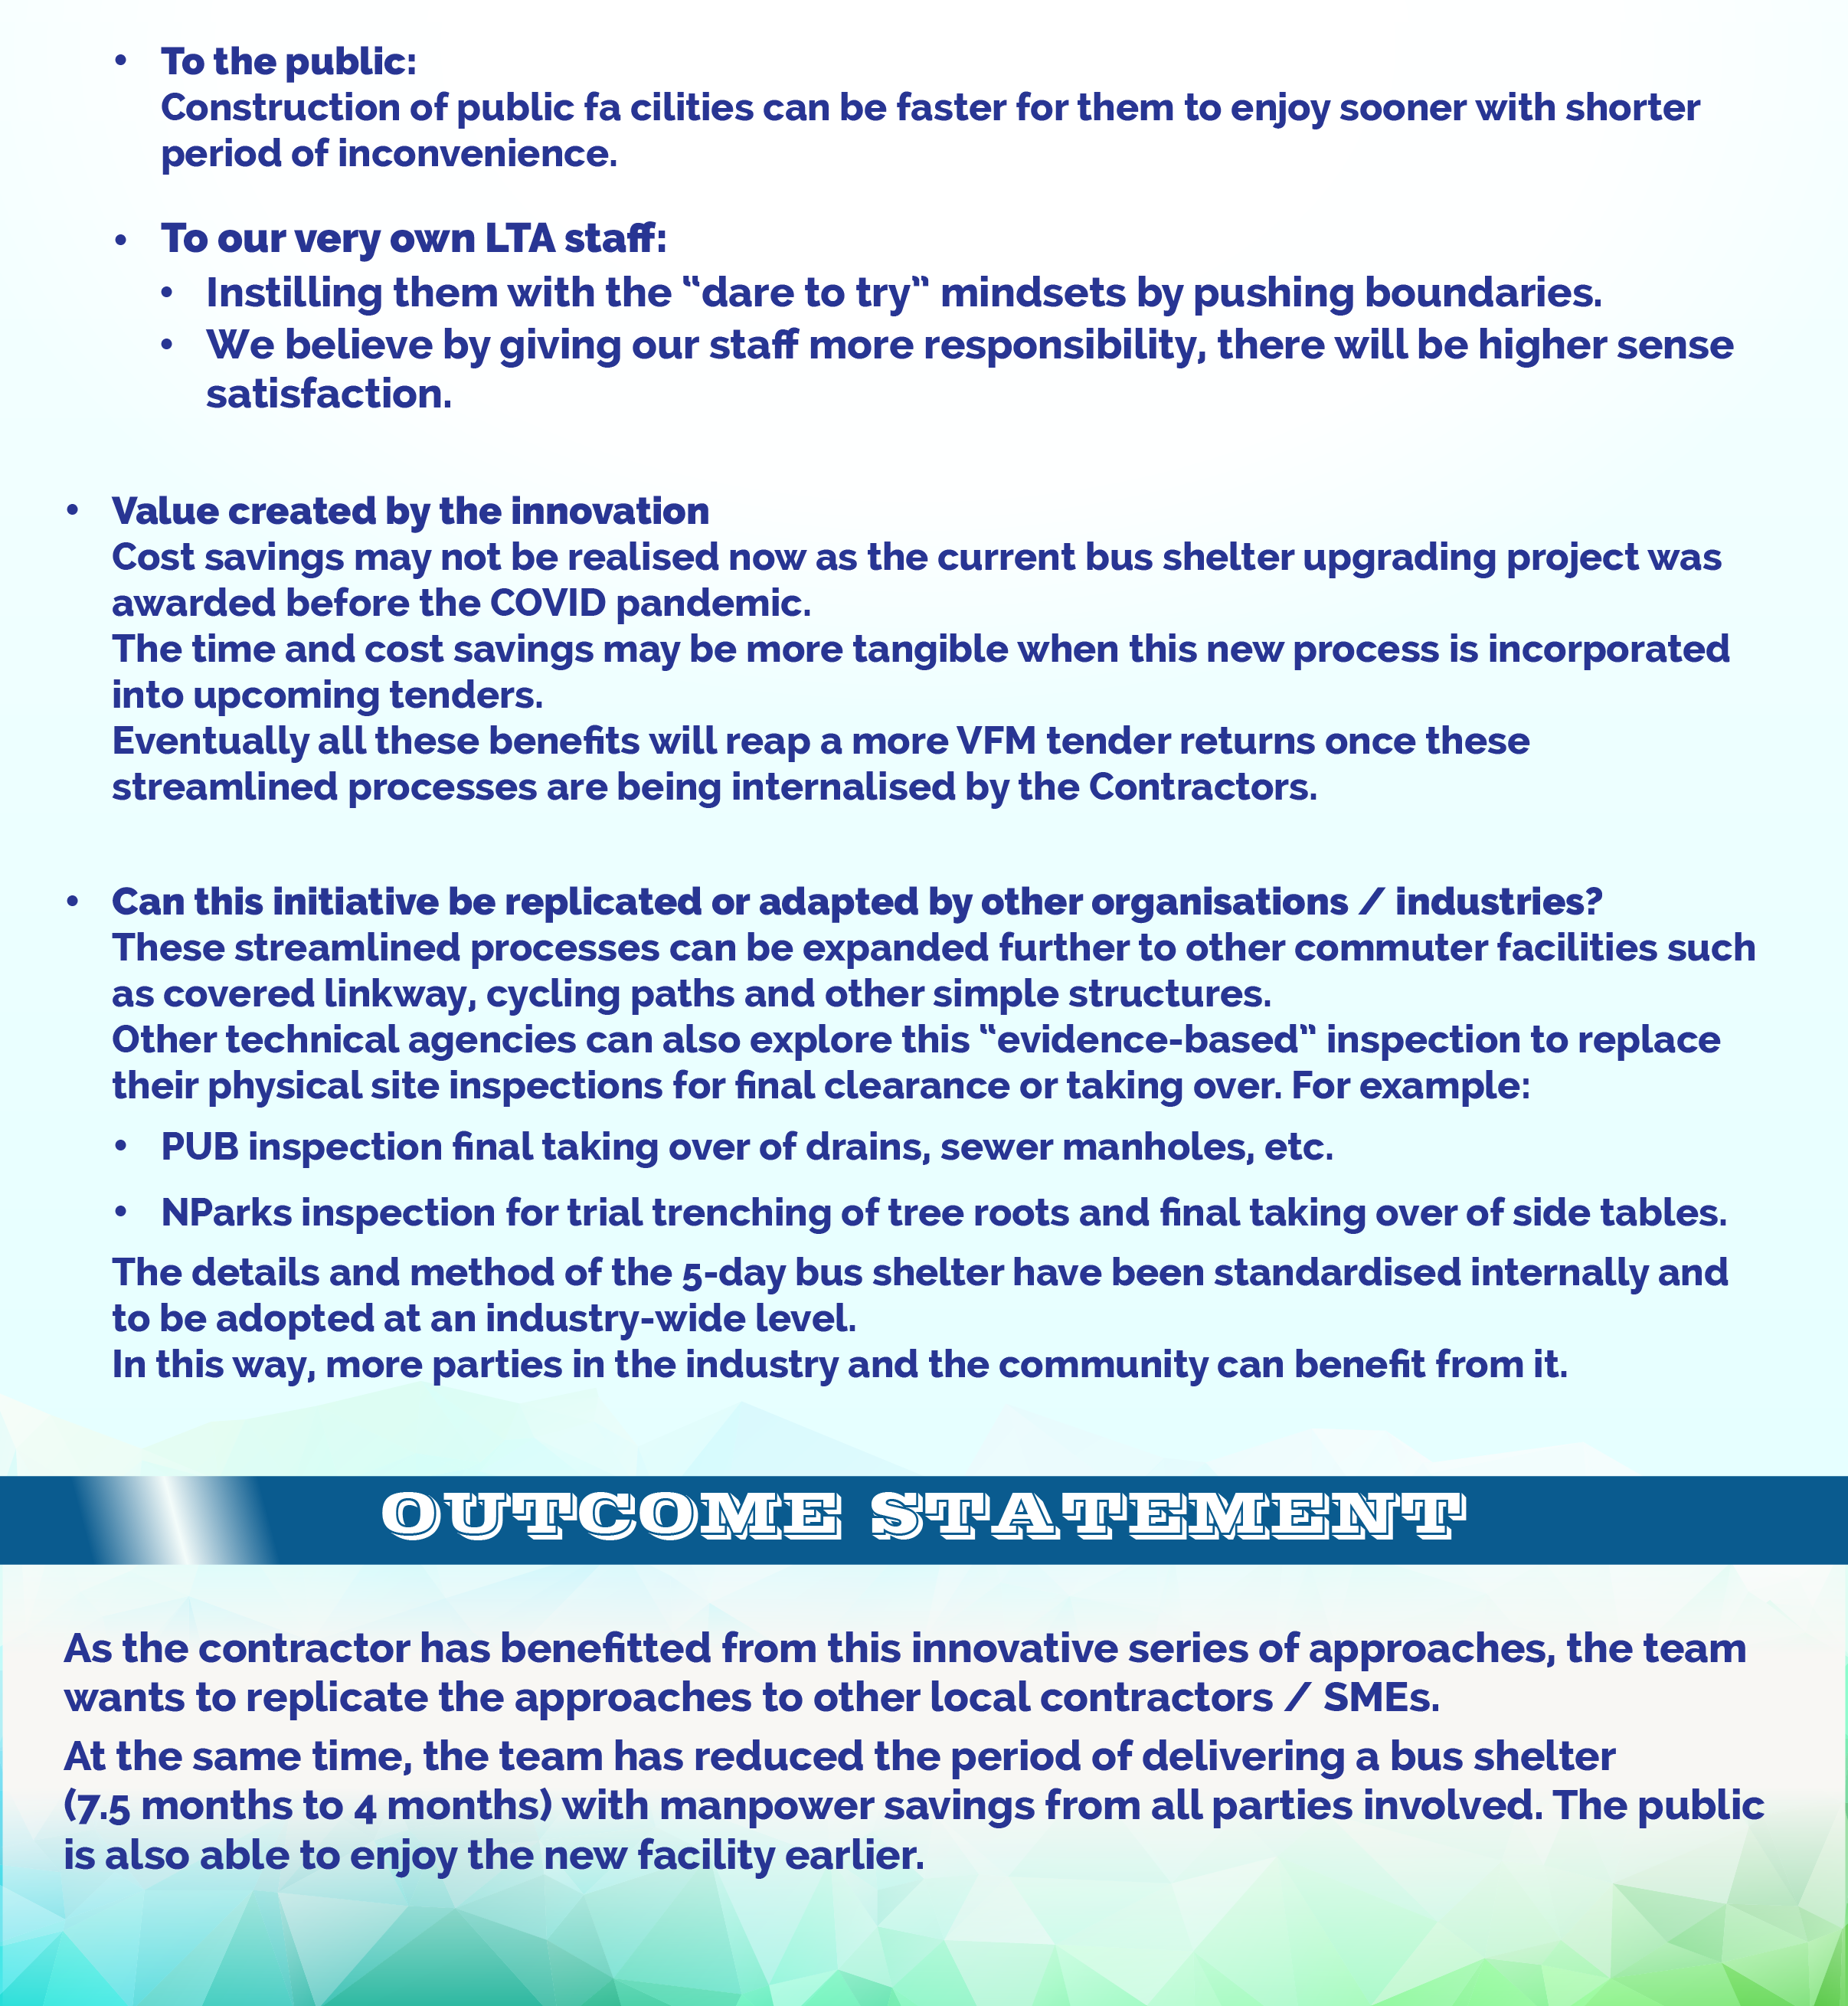 • To the public:
Construction of public fa cilities can be faster for them to enjoy sooner with shorter
period of inconvenience.
• To our very own LTA staff:
• Instilling them with the “dare to try” mindsets by pushing boundaries.
• We believe by giving our staff more responsibility, there will be higher sense
satisfaction.
• Value created by the innovation
Cost savings may not be realised now as the current bus shelter upgrading project was
awarded before the COVID pandemic.
The time and cost savings may be more tangible when this new process is incorporated
into upcoming tenders.
Eventually all these benefits will reap a more VFM tender returns once these
streamlined processes are being internalised by the Contractors.
• Can this initiative be replicated or adapted by other organisations / industries?
These streamlined processes can be expanded further to other commuter facilities such
as covered linkway, cycling paths and other simple structures.
Other technical agencies can also explore this “evidence-based” inspection to replace
their physical site inspections for final clearance or taking over. For example:
• PUB inspection final taking over of drains, sewer manholes, etc.
• NParks inspection for trial trenching of tree roots and final taking over of side tables.
The details and method of the 5-day bus shelter have been standardised internally and
to be adopted at an industry-wide level.
In this way, more parties in the industry and the community can benefit from it.
OUTCOME STATEMENT
As the contractor has benefitted from this innovative series of approaches, the team
wants to replicate the approaches to other local contractors / SMEs.
At the same time, the team has reduced the period of delivering a bus shelter
(7.5 months to 4 months) with manpower savings from all parties involved. The public
is also able to enjoy the new facility earlier.